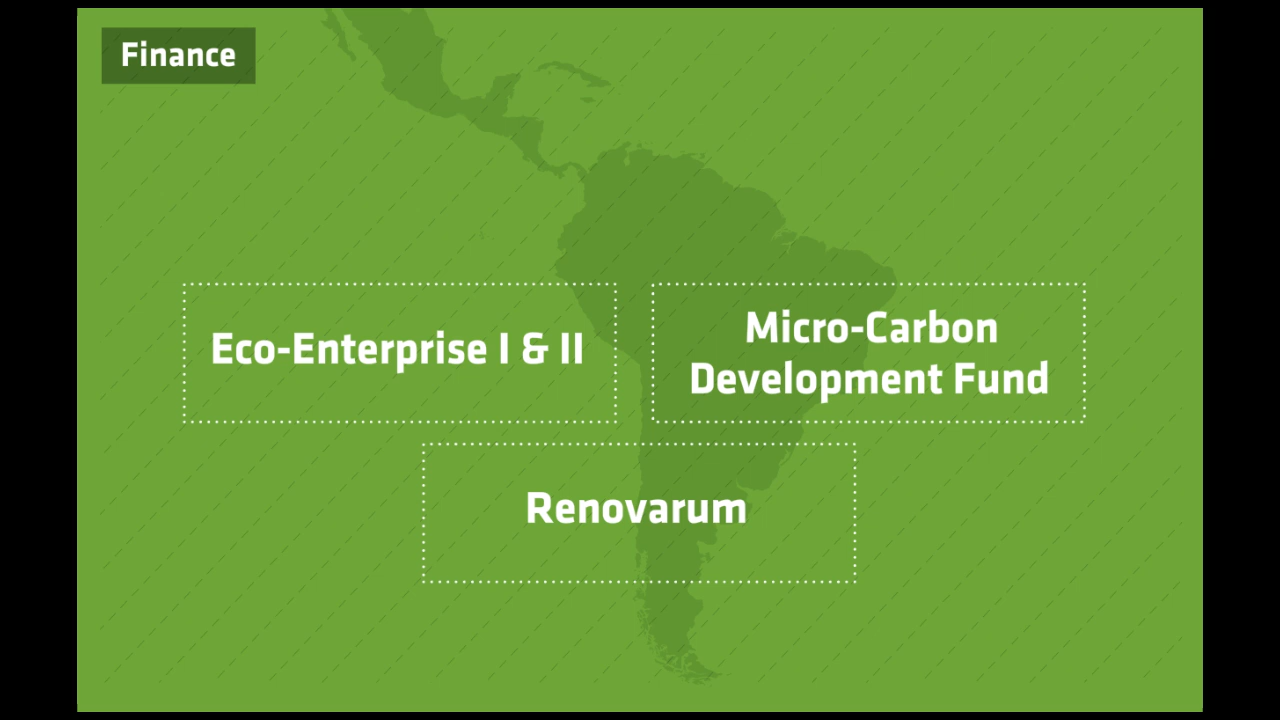 Finance
Eco-Enterprise I & II
Micro-Carbon
Development Fund
Renovarum